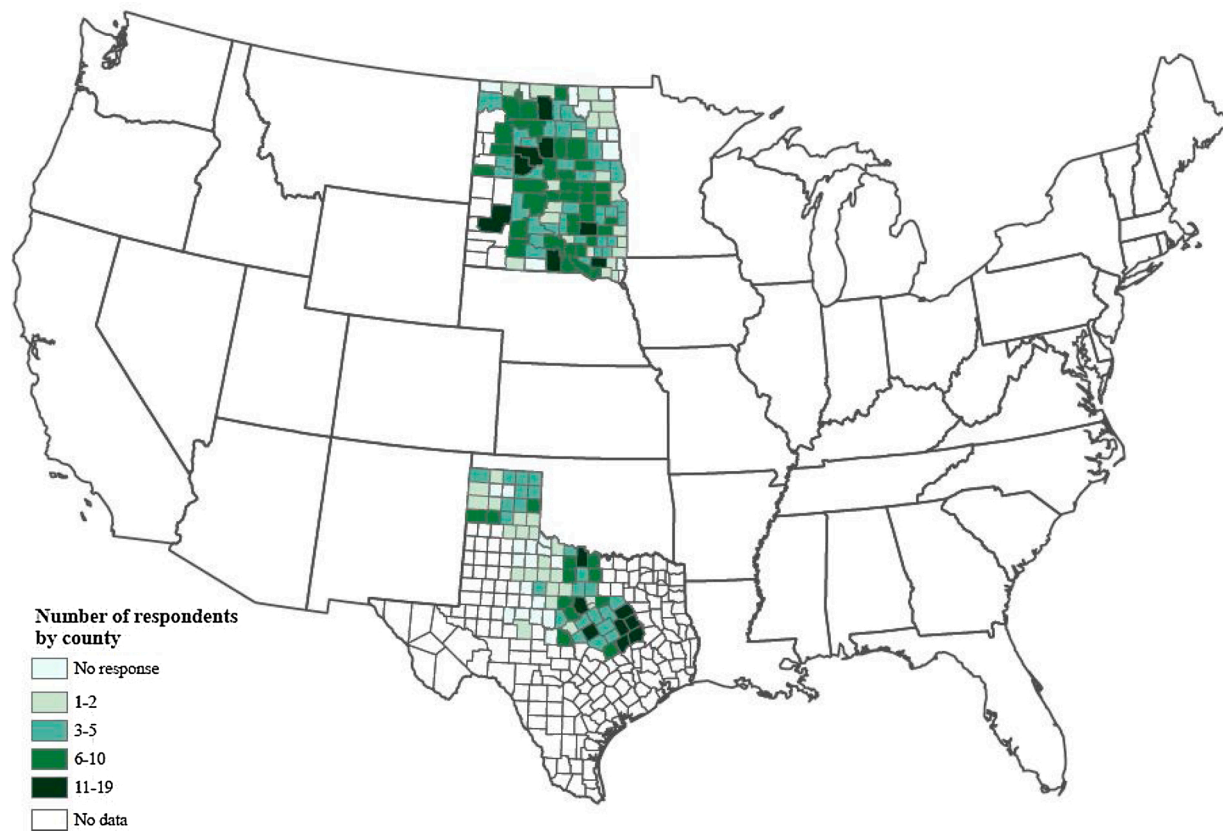 Number of respondents
by county
No response
1-2
3-5
6-10
11-19
No data